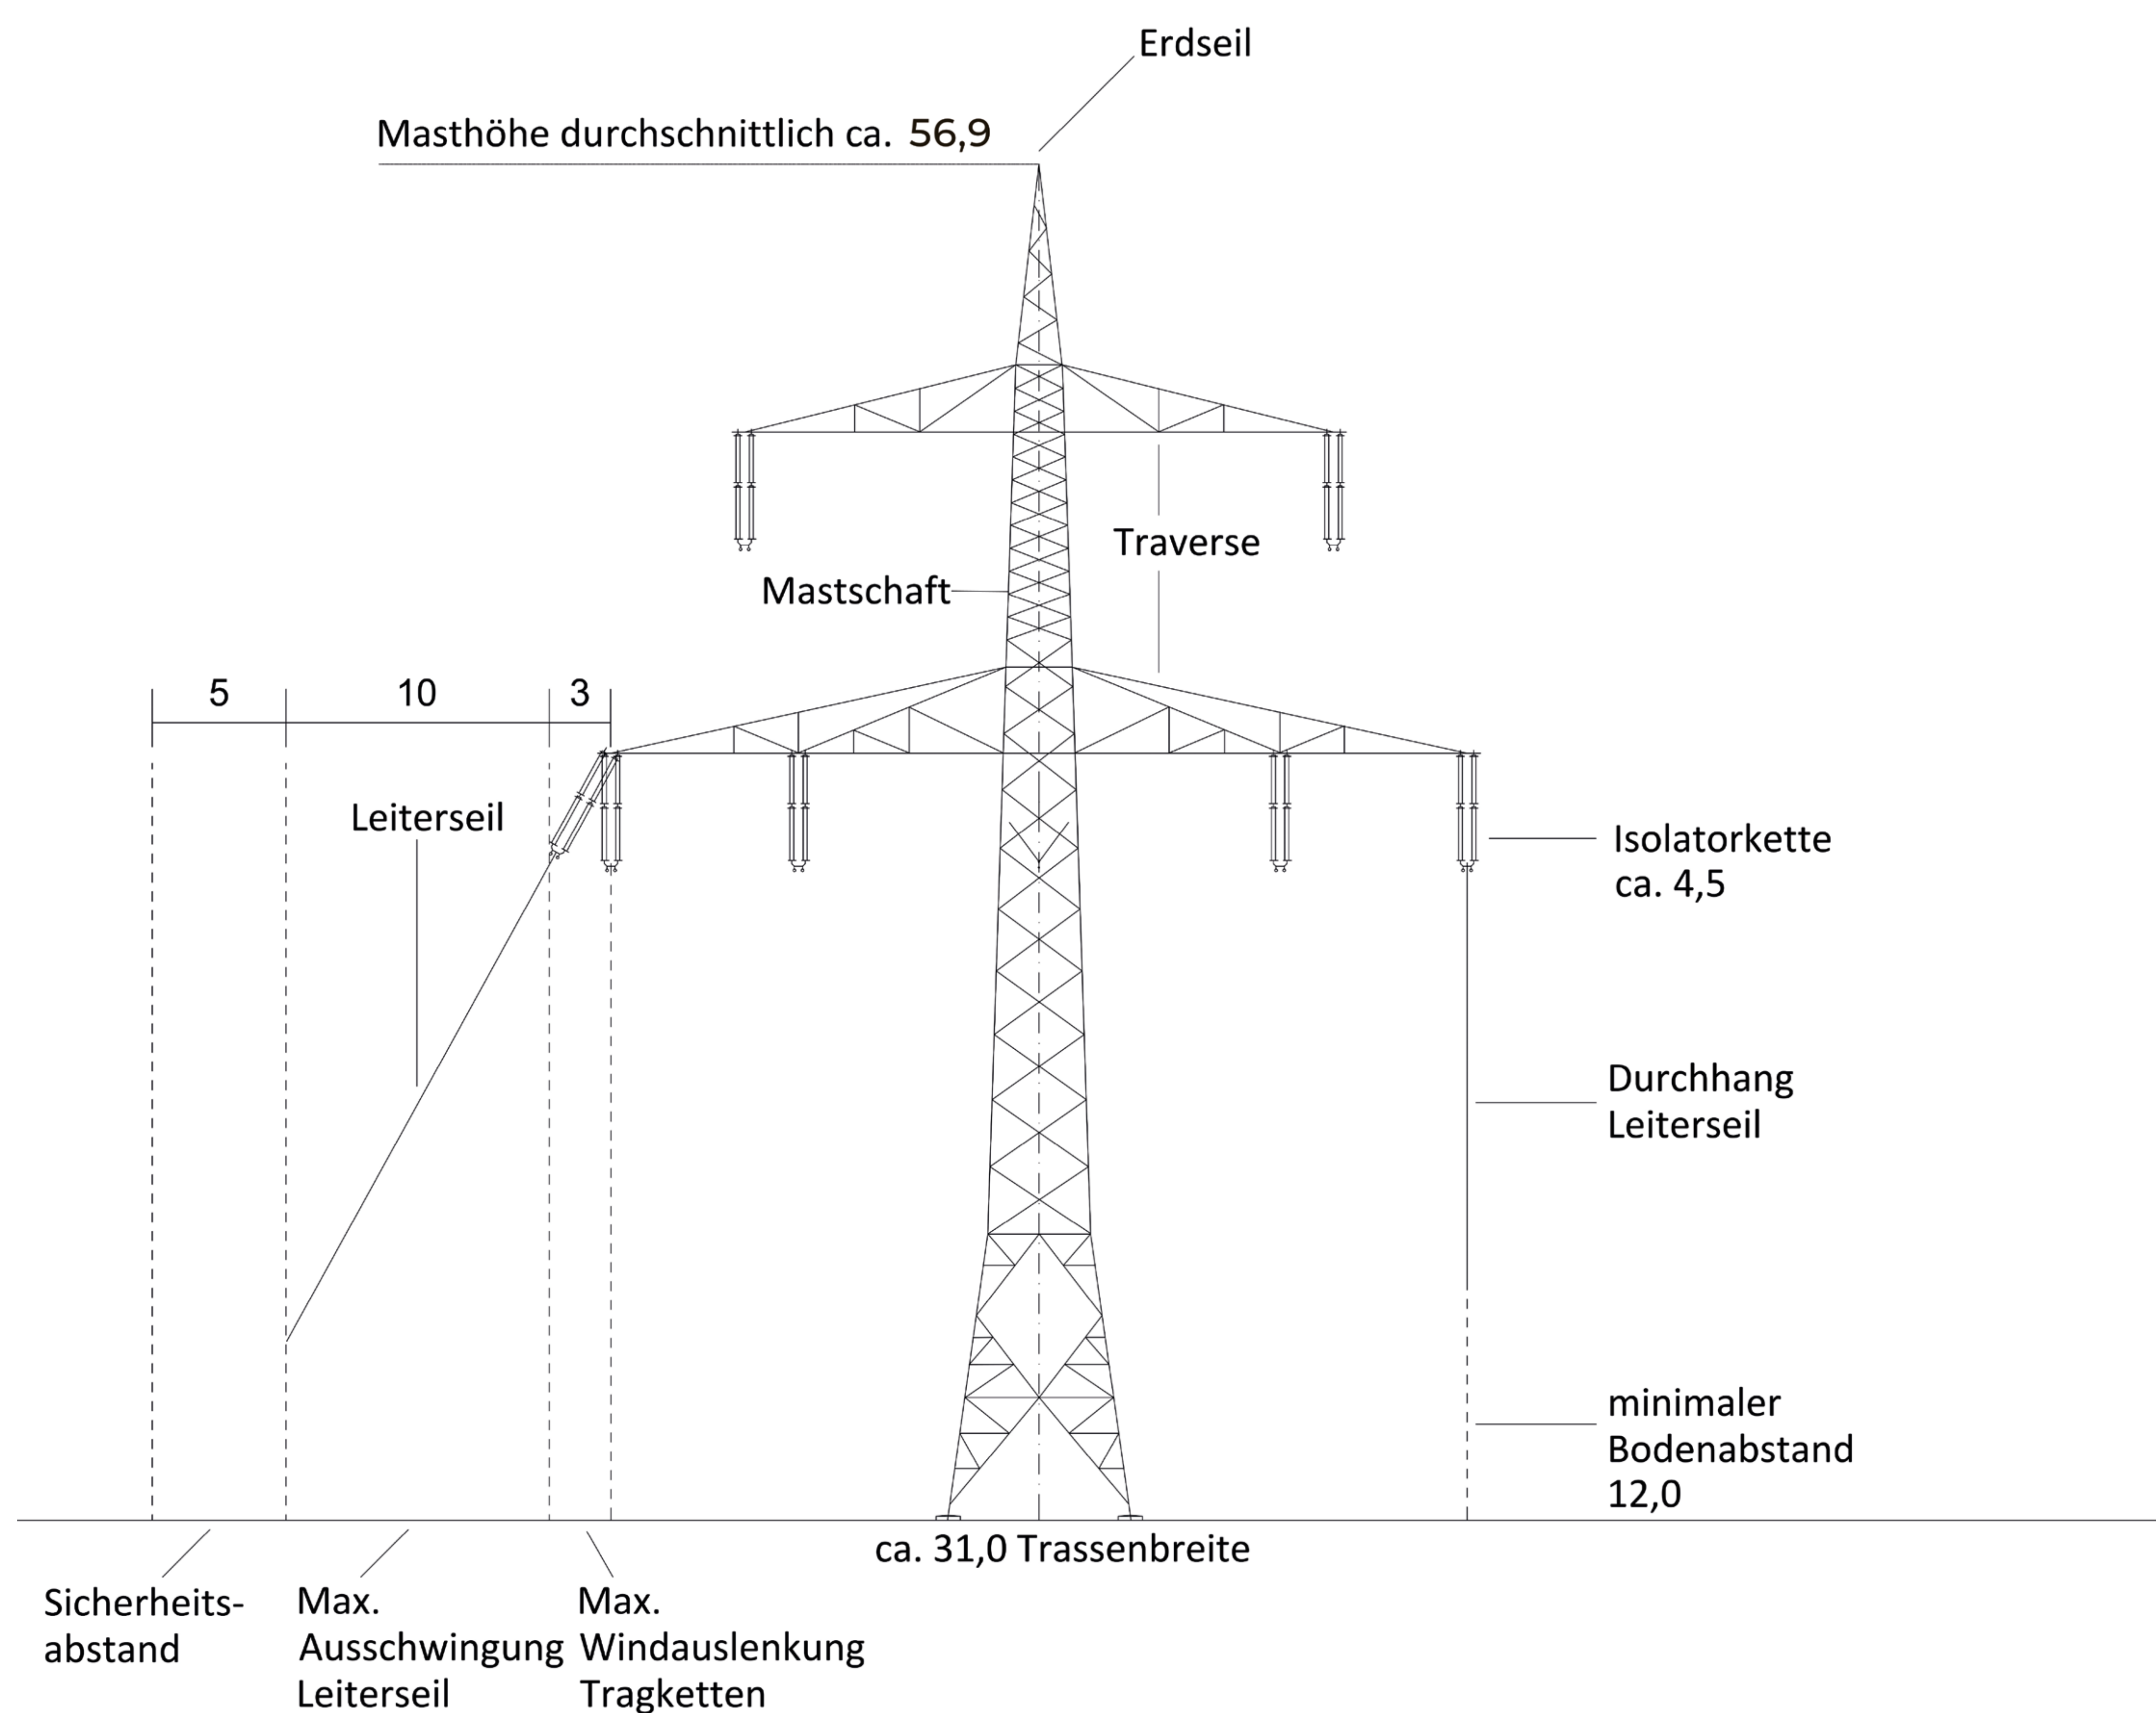 Erdseil
Masthöhe durchschnittlich ca. 56,9
Traverse
Mastschaft
5 10 3
Leiterseil
Isolatorkette
ca. 4,5
Durchhang
Leiterseil
minimaler
Bodenabstand
12,0
ca. 31,0 Trassenbreite
Sicherheits-
abstand
Max.
Ausschwingung
Leiterseil
Max.
Windauslenkung
Tragketten